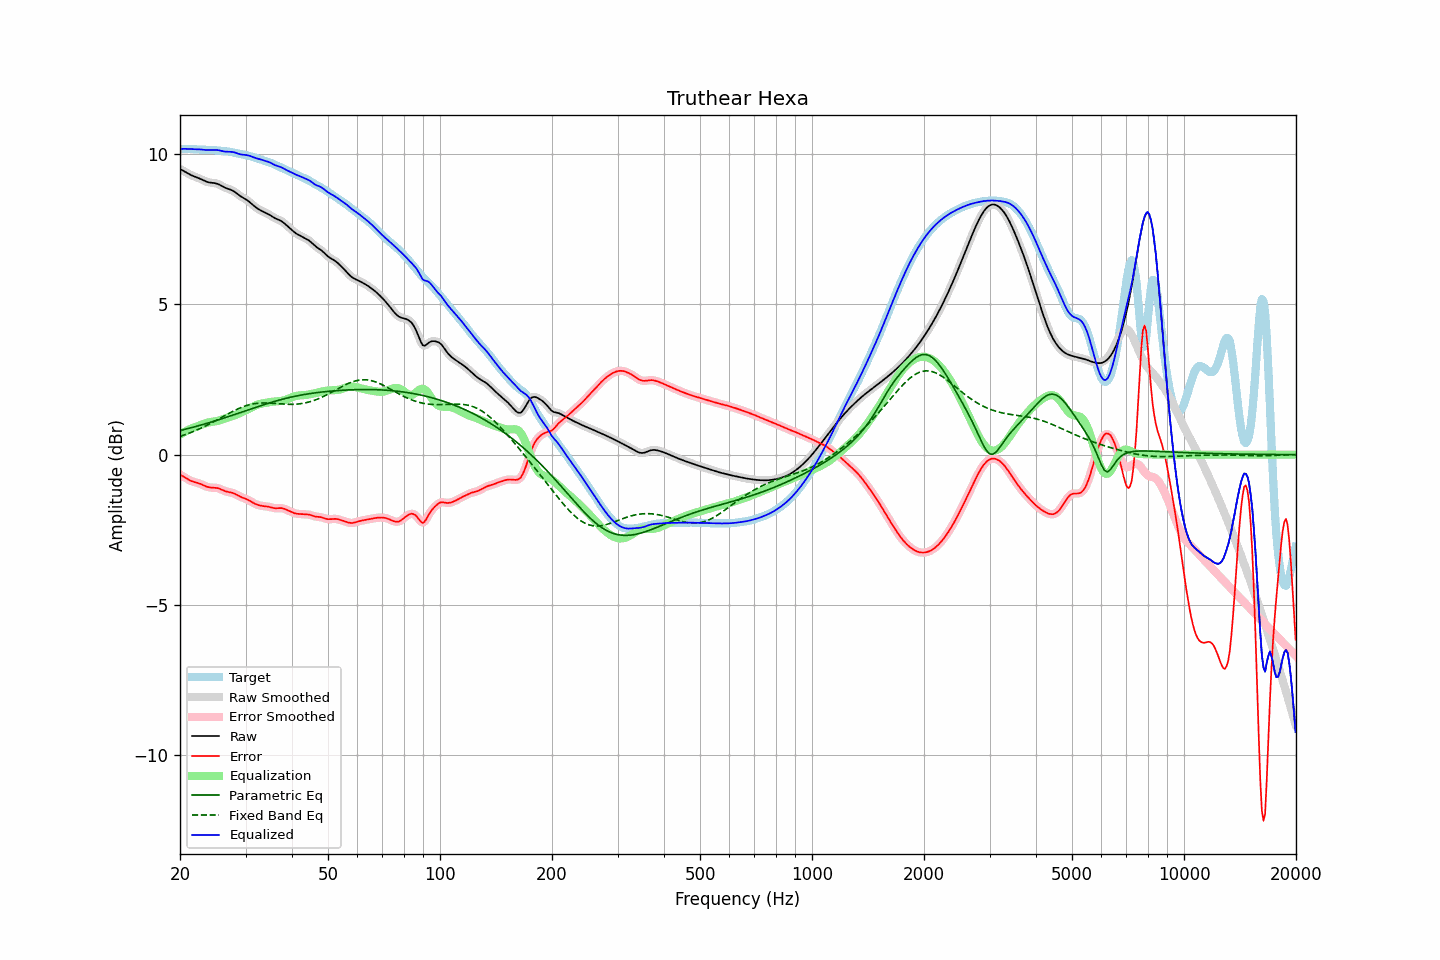 Truthear Hexa
Amplitude (dBr)
10
5
0
−5
−10
Target
Raw Smoothed
Error Smoothed
Raw
Error
Equalization
Parametric Eq
Fixed Band Eq
Equalized
20 50 100 200 500 1000 2000 5000 10000 20000
Frequency (Hz)